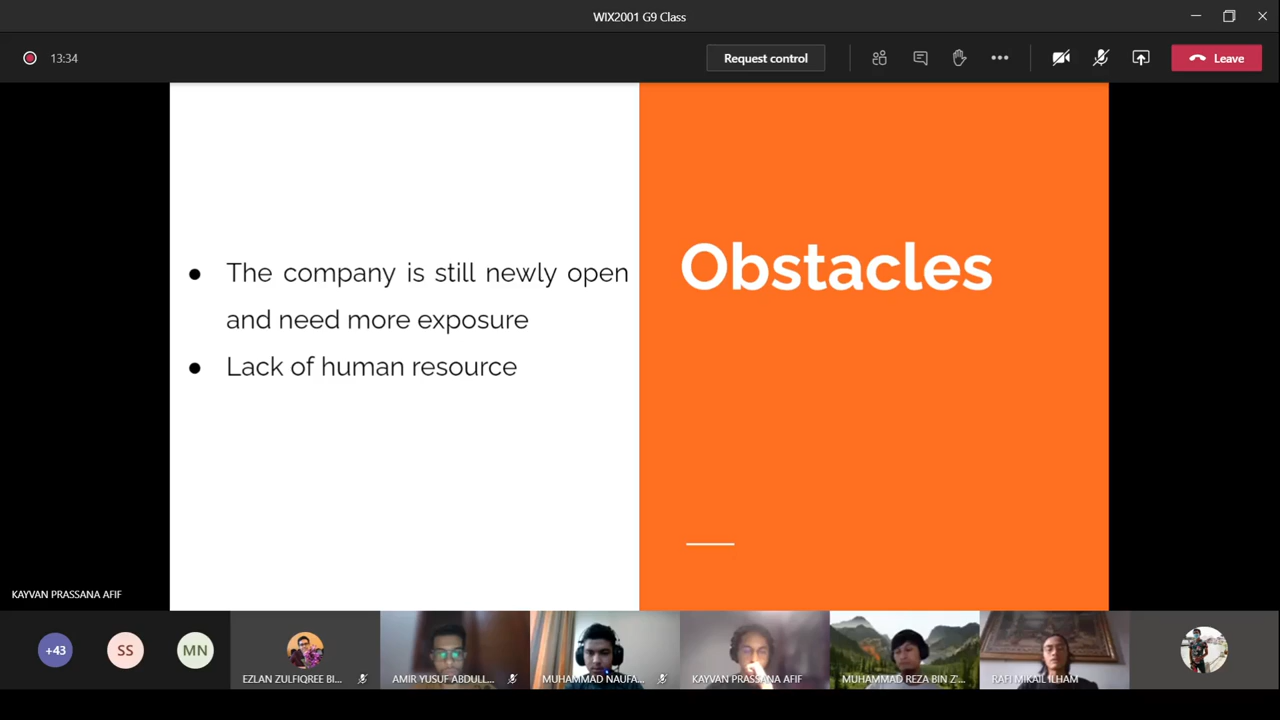 WIX2001 G9 Class
13:34
Request control
Leave
Obstacles
● The company is still newly open
and need more exposure
● Lack of human resource
KAYVAN PRASSANA AFIF
+43
SS
MN
EZLAN ZULFIQREE BI...
AMIR YUSUF ABDULL...
MUHAMMAD NAUFA...
KAYVAN PRASSANA AFIF
MUHAMMAD REZA BIN Z'...
RAFI MIKAIL ILHAM